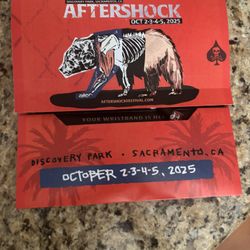 DISCOVERY PARK, SACRAMENTO, CA
AFTERSHOCK
OCT 2-3-4-5, 2025
AFTERSHOCKFESTIVAL.COM
YOUR WRISTBAND IS
DISCOVERY PARK • SACRAMENTO, CA
OCTOBER 2-3-4-5, 2025